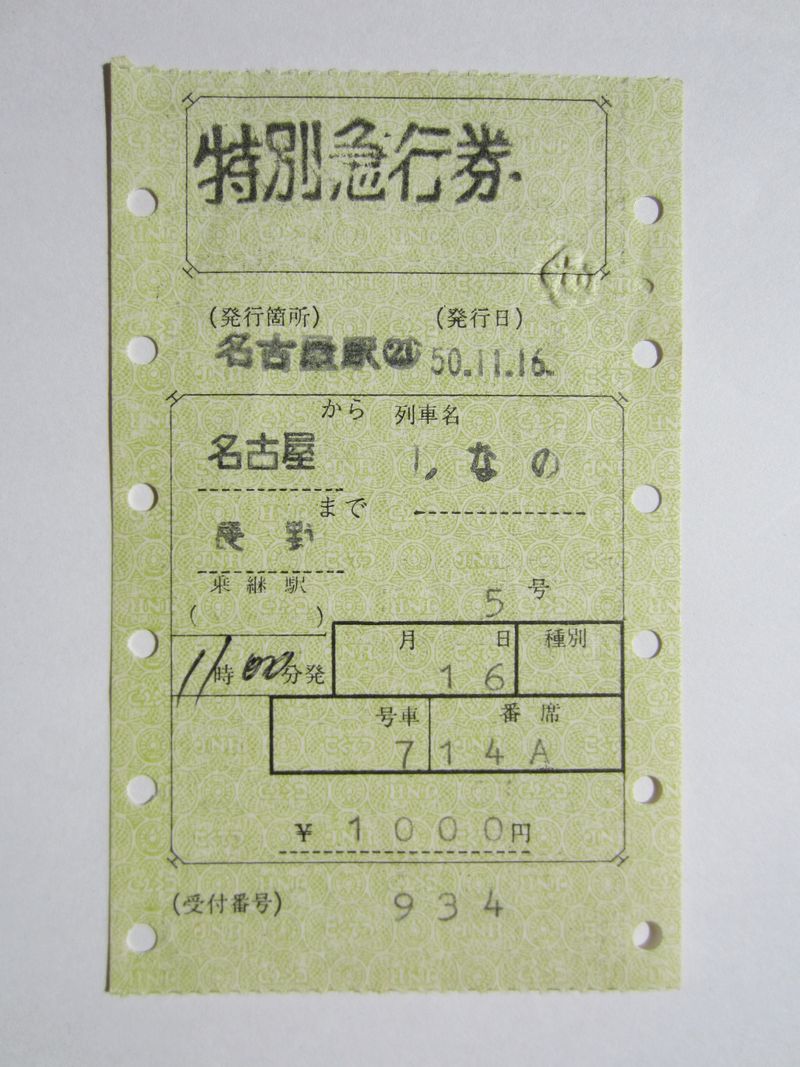 特別急行券
(発行箇所) (発行日)
名古屋駅㉑ 50.11.16.
から 列車名
名古屋 しなの
まで
長野
乗継駅 5号
( )
月 日 種別
11時00分発 16
号車 番 席
7 14A
¥ 1000円
(受付番号) 934